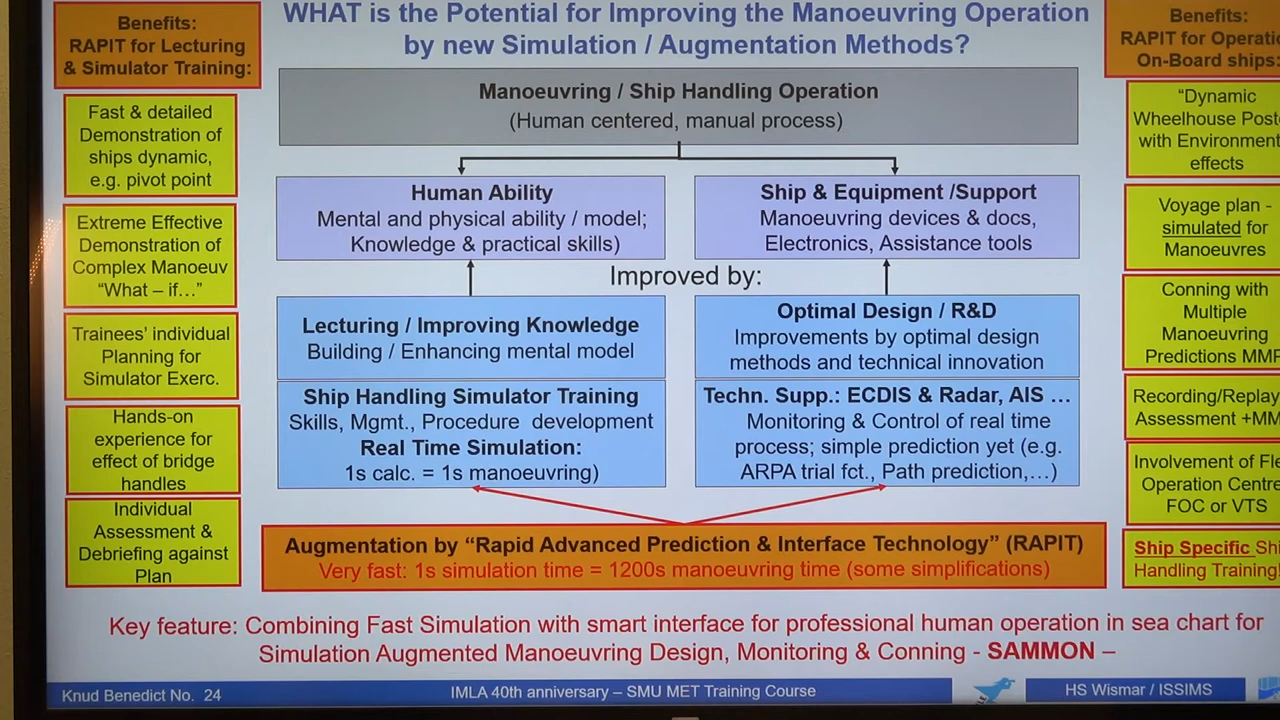 WHAT is the Potential for Improving the Manoeuvring Operation
by new Simulation / Augmentation Methods?
Benefits:
RAPIT for Lecturing
& Simulator Training:
Fast & detailed
Demonstration of
ships dynamic,
e.g. pivot point
Extreme Effective
Demonstration of
Complex Manoeuv
“What – if…”
Trainees’ individual
Planning for
Simulator Exerc.
Hands-on
experience for
effect of bridge
handles
Individual
Assessment &
Debriefing against
Plan
Manoeuvring / Ship Handling Operation
(Human centered, manual process)
Human Ability
Mental and physical ability / model;
Knowledge & practical skills)
Ship & Equipment /Support
Manoeuvring devices & docs,
Electronics, Assistance tools
Improved by:
Lecturing / Improving Knowledge
Building / Enhancing mental model
Ship Handling Simulator Training
Skills, Mgmt., Procedure development
Real Time Simulation:
1s calc. = 1s manoeuvring)
Optimal Design / R&D
Improvements by optimal design
methods and technical innovation
Techn. Supp.: ECDIS & Radar, AIS …
Monitoring & Control of real time
process; simple prediction yet (e.g.
ARPA trial fct., Path prediction,…)
Augmentation by “Rapid Advanced Prediction & Interface Technology” (RAPIT)
Very fast: 1s simulation time = 1200s manoeuvring time (some simplifications)
Benefits:
RAPIT for
On-Board ships:
“Dynamic
Wheelhouse
with Environment
effects
Voyage plan -
simulated for
Manoeuvres
Conning with
Multiple
Manoeuvring
Predictions
Recording/Replay
Assessment
Involvement of
Operation
FOC or VTS
Ship Specific
Handling Training!
Key feature: Combining Fast Simulation with smart interface for professional human operation in sea chart for
Simulation Augmented Manoeuvring Design, Monitoring & Conning - SAMMON –
Knud Benedict No. 24
IMLA 40th anniversary – SMU MET Training Course
HS Wismar / ISSIMS